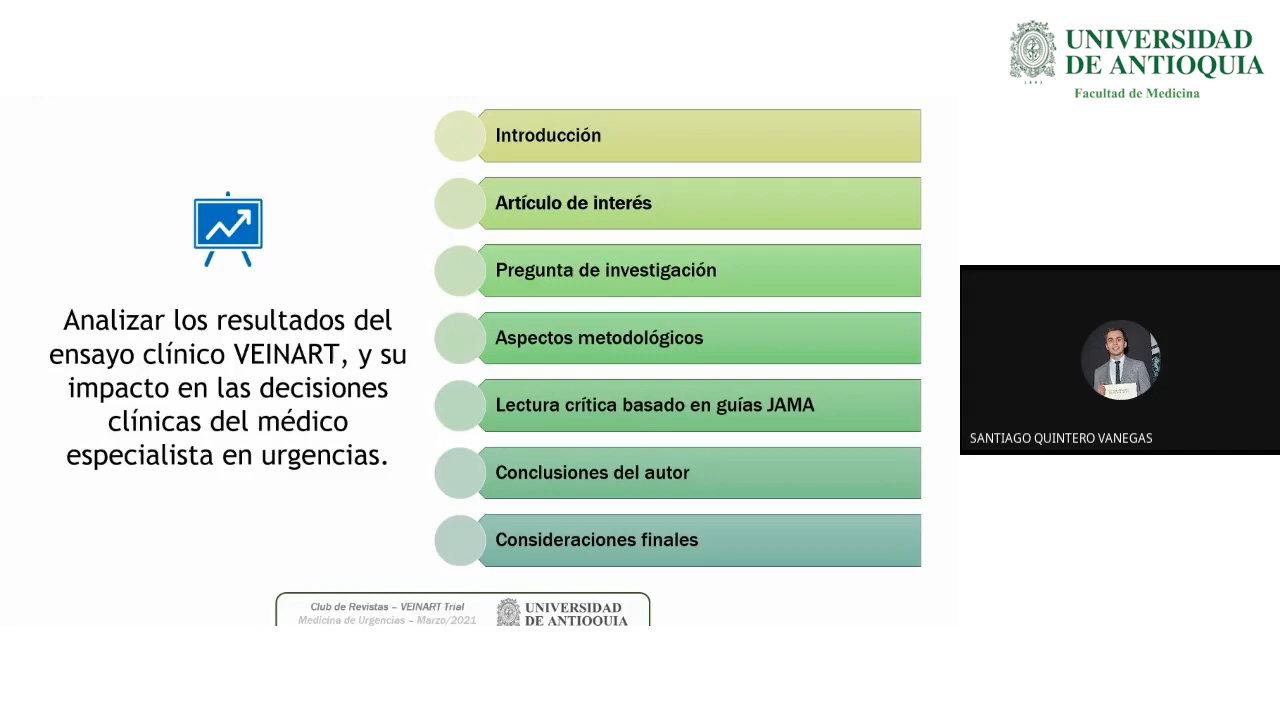 UNIVERSIDAD
DE ANTIOQUIA
1803
Facultad de Medicina
Analizar los resultados del
ensayo clínico VEINART, y su
impacto en las decisiones
clínicas del médico
especialista en urgencias.
Introducción
Artículo de interés
Pregunta de investigación
Aspectos metodológicos
Lectura crítica basado en guías JAMA
Conclusiones del autor
Consideraciones finales
SANTIAGO QUINTERO VANEGAS
Club de Revistas – VEINART Trial
Medicina de Urgencias – Marzo/2021
UNIVERSIDAD
DE ANTIOQUIA